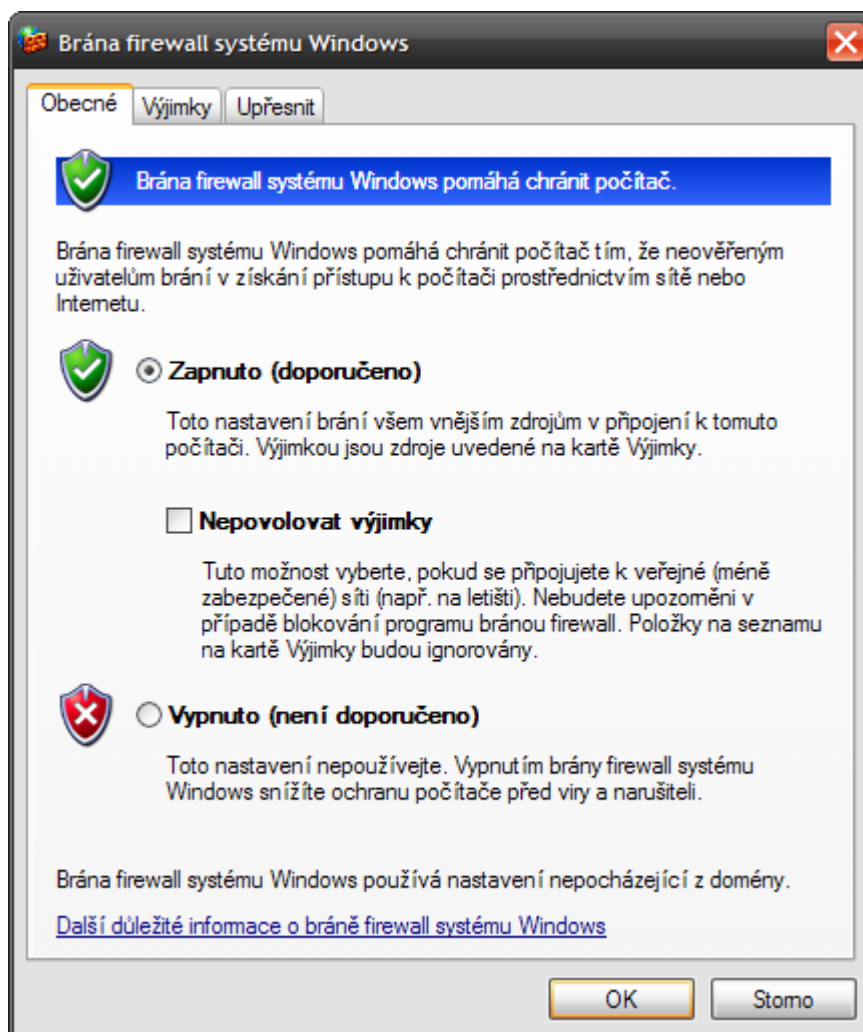 Brána firewall systému Windows
Obecné
Výjimky
Upřesnit
Brána firewall systému Windows pomáhá chránit počítač.
Brána firewall systému Windows pomáhá chránit počítač tím, že neověřeným
uživatelům brání v získání přístupu k počítači prostřednictvím sítě nebo
Internetu.
Zapnuto (doporučeno)
Toto nastavení brání všem vnějším zdrojům v připojení k tomuto
počítači. Výjimkou jsou zdroje uvedené na kartě Výjimky.
Nepovolovat výjimky
Tuto možnost vyberte, pokud se připojujete k veřejné (méně
zabezpečené) síti (např. na letišti). Nebudete upozorněni v
případě blokování programu bránou firewall. Položky na seznamu
na kartě Výjimky budou ignorovány.
Vypnuto (není doporučeno)
Toto nastavení nepoužívejte. Vypnutím brány firewall systému
Windows snížíte ochranu počítače před viry a narušiteli.
Brána firewall systému Windows používá nastavení nepocházející z domény.
Další důležité informace o bráně firewall systému Windows
OK
Storno